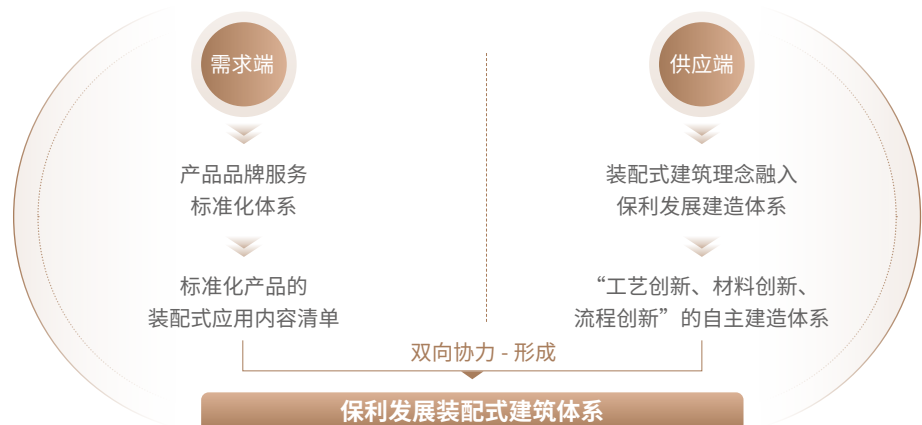 需求端
产品品牌服务
标准化体系
标准化产品的
装配式应用内容清单
供应端
装配式建筑理念融入
保利发展建造体系
“工艺创新、材料创新、
流程创新”的自主建造体系
双向协力 - 形成
保利发展装配式建筑体系